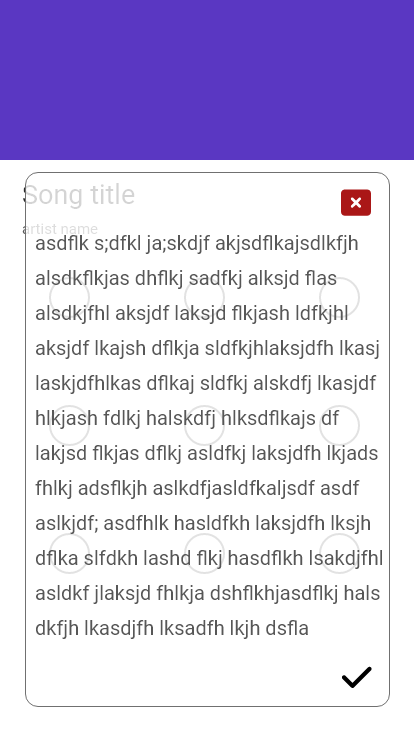 Song title
artist name
asdflk s;dfkl ja;skdjf akjsdflkajsdlkfjh
alsdkflkjas dhflkj sadfkj alksjd flas
alsdkjfhl aksjdf laksjd flkjash ldfkjhl
aksjdf lkajsh dflkja sldfkjhlaksjdfh lkasj
laskjdfhlkas dflkaj sldfkj alskdfj lkasjdf
hlkjash fdlkj halskdfj hlksdflkajs df
lakjsd flkjas dflkj asldfkj laksjdfh lkjads
fhlkj adsflkjh aslkdfjasldfkaljsdf asdf
aslkjdf; asdfhlk hasldfkh laksjdfh lksjh
dflka slfdkh lashd flkj hasdflkh lsakdjfhl
asldkf jlaksjd fhlkja dshflkhjasdflkj hals
dkfjh lkasdjfh lksadfh lkjh dsfla